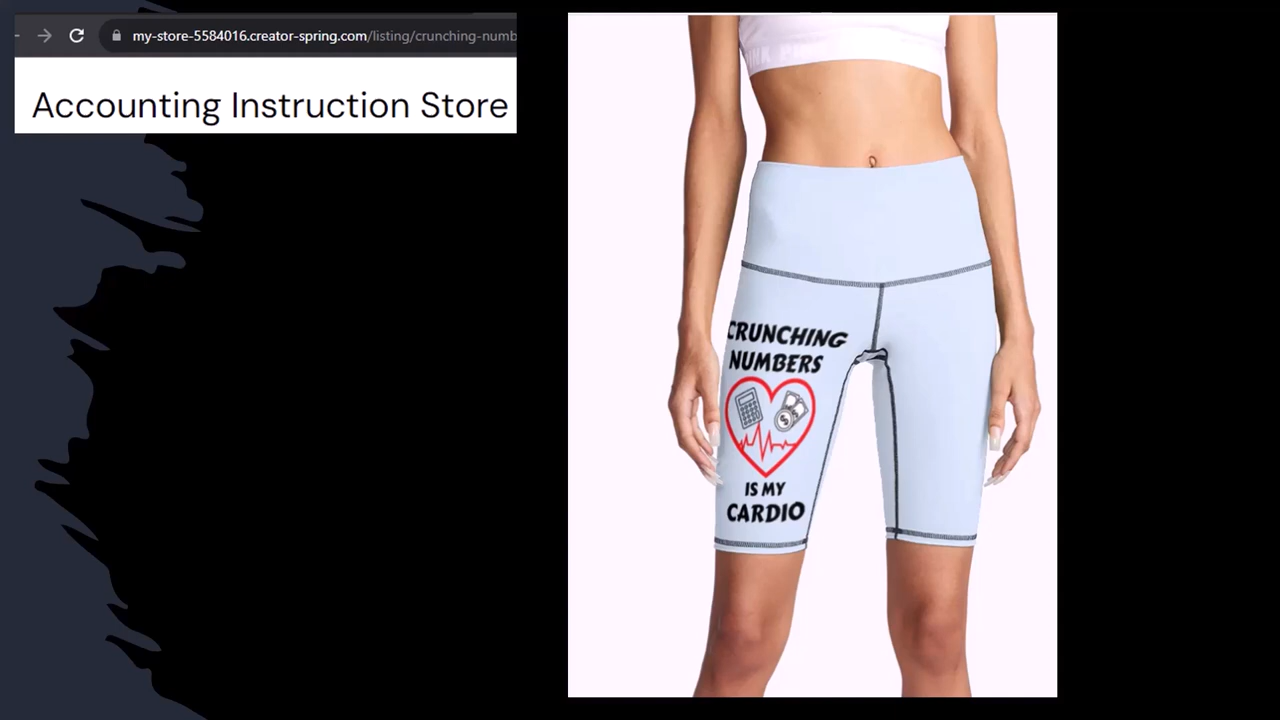 my-store-5584016.creator-spring.com/listing/crunching-numb
Accounting Instruction Store
CRUNCHING
NUMBERS
IS MY
CARDIO